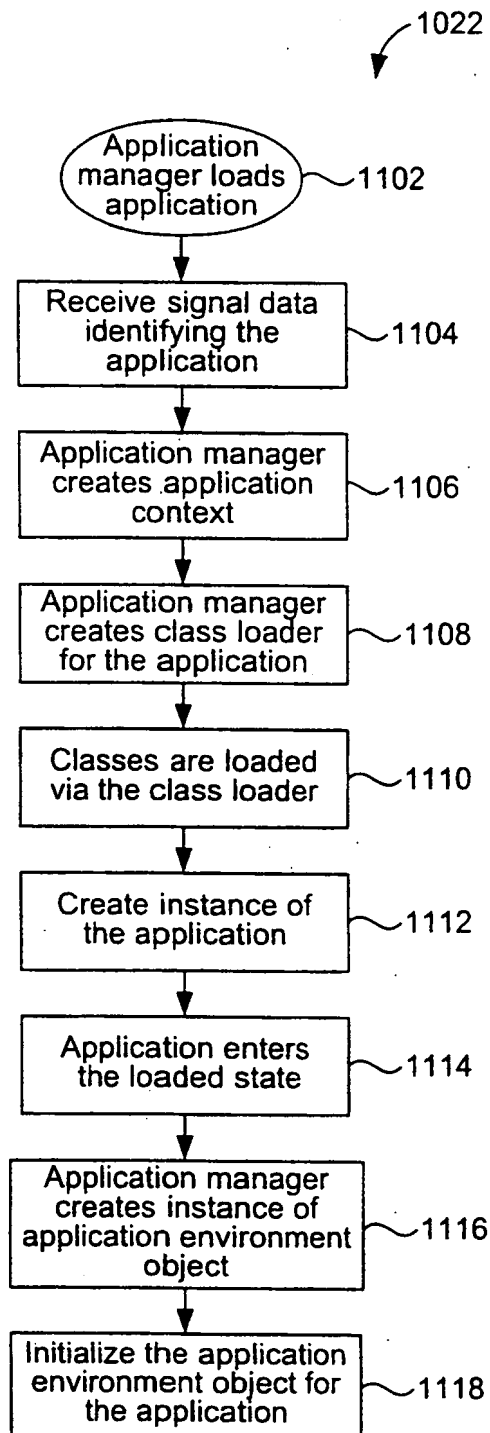 1022
Application
manager loads
application
1102
Receive signal data
identifying the
application
1104
Application manager
creates application
context
1106
Application manager
creates class loader
for the application
1108
Classes are loaded
via the class loader
1110
Create instance of
the application
1112
Application enters
the loaded state
1114
Application manager
creates instance of
application environment
object
1116
Initialize the application
environment object for
the application
1118